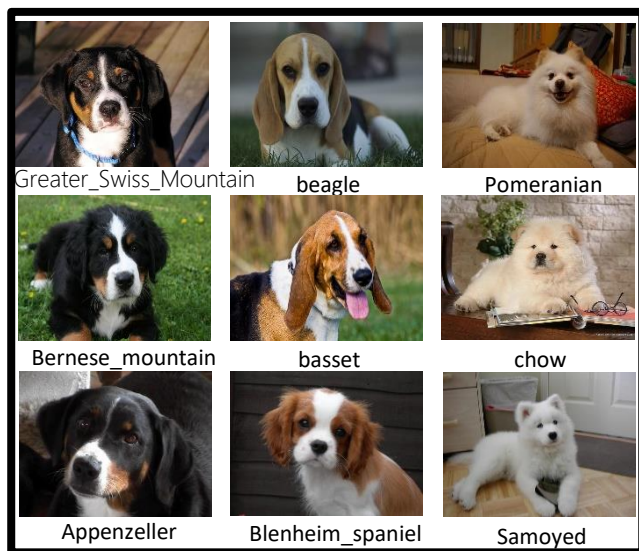 Greater_Swiss_Mountain beagle Pomeranian
Bernese_mountain basset chow
Appenzeller Blenheim_spaniel Samoyed